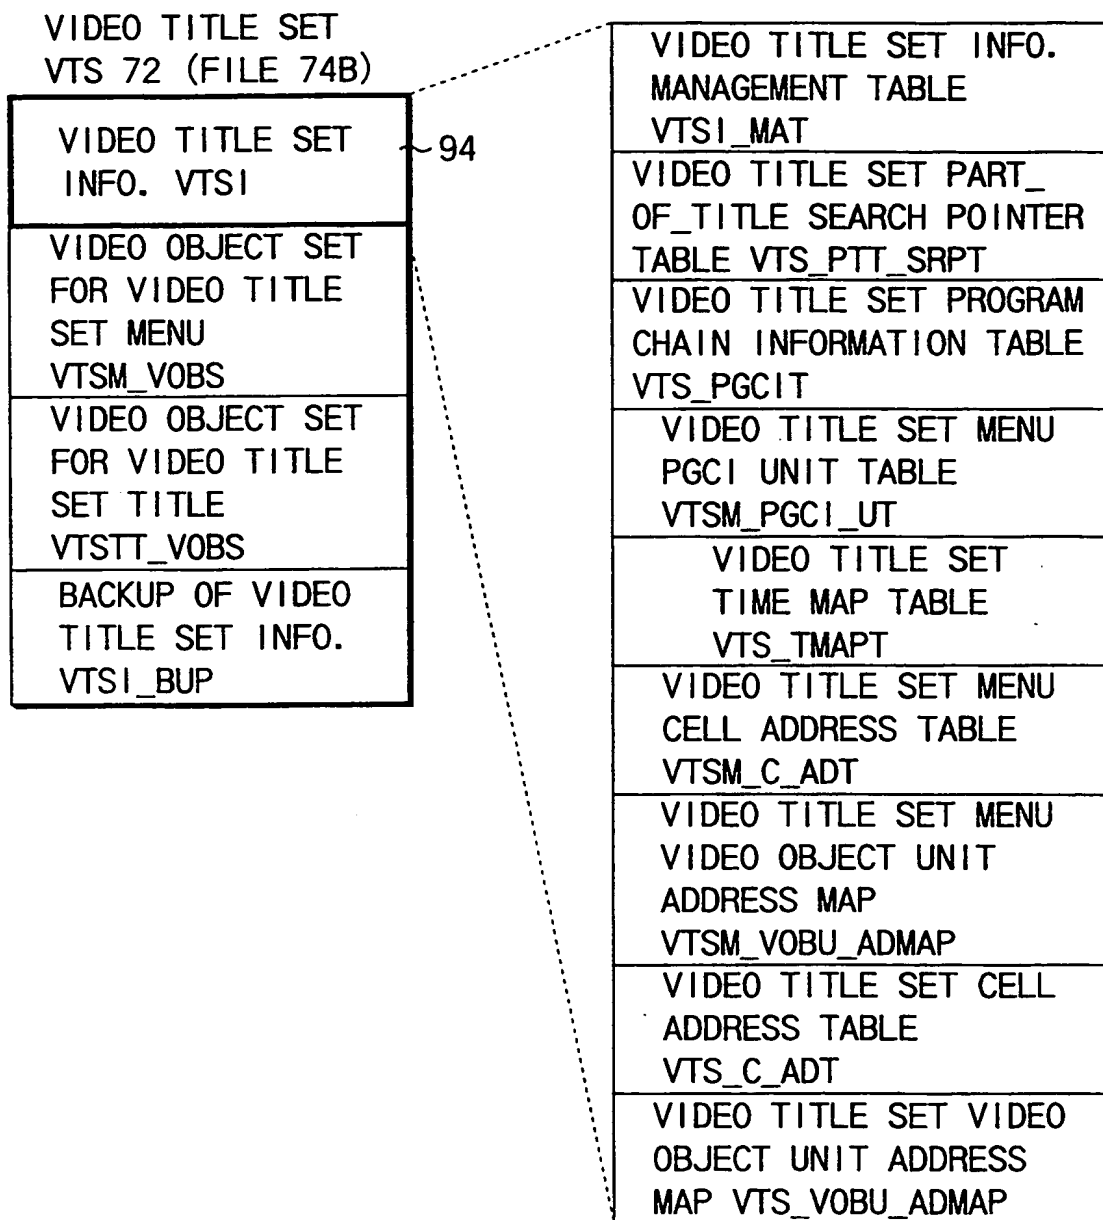 VIDEO TITLE SET
VTS 72 (FILE 74B)
VIDEO TITLE SET
INFO. VTSI
94
VIDEO OBJECT SET
FOR VIDEO TITLE
SET MENU
VTSM_VOBS
VIDEO OBJECT SET
FOR VIDEO TITLE
SET TITLE
VTSTT_VOBS
BACKUP OF VIDEO
TITLE SET INFO.
VTSI_BUP
VIDEO TITLE SET INFO.
MANAGEMENT TABLE
VTSI_MAT
VIDEO TITLE SET PART_
OF_TITLE SEARCH POINTER
TABLE VTS_PTT_SRPT
VIDEO TITLE SET PROGRAM
CHAIN INFORMATION TABLE
VTS_PGCIT
VIDEO TITLE SET MENU
PGCI UNIT TABLE
VTSM_PGCI_UT
VIDEO TITLE SET
TIME MAP TABLE
VTS_TMAPT
VIDEO TITLE SET MENU
CELL ADDRESS TABLE
VTSM_C_ADT
VIDEO TITLE SET MENU
VIDEO OBJECT UNIT
ADDRESS MAP
VTSM_VOBU_ADMAP
VIDEO TITLE SET CELL
ADDRESS TABLE
VTS_C_ADT
VIDEO TITLE SET VIDEO
OBJECT UNIT ADDRESS
MAP VTS_VOBU_ADMAP